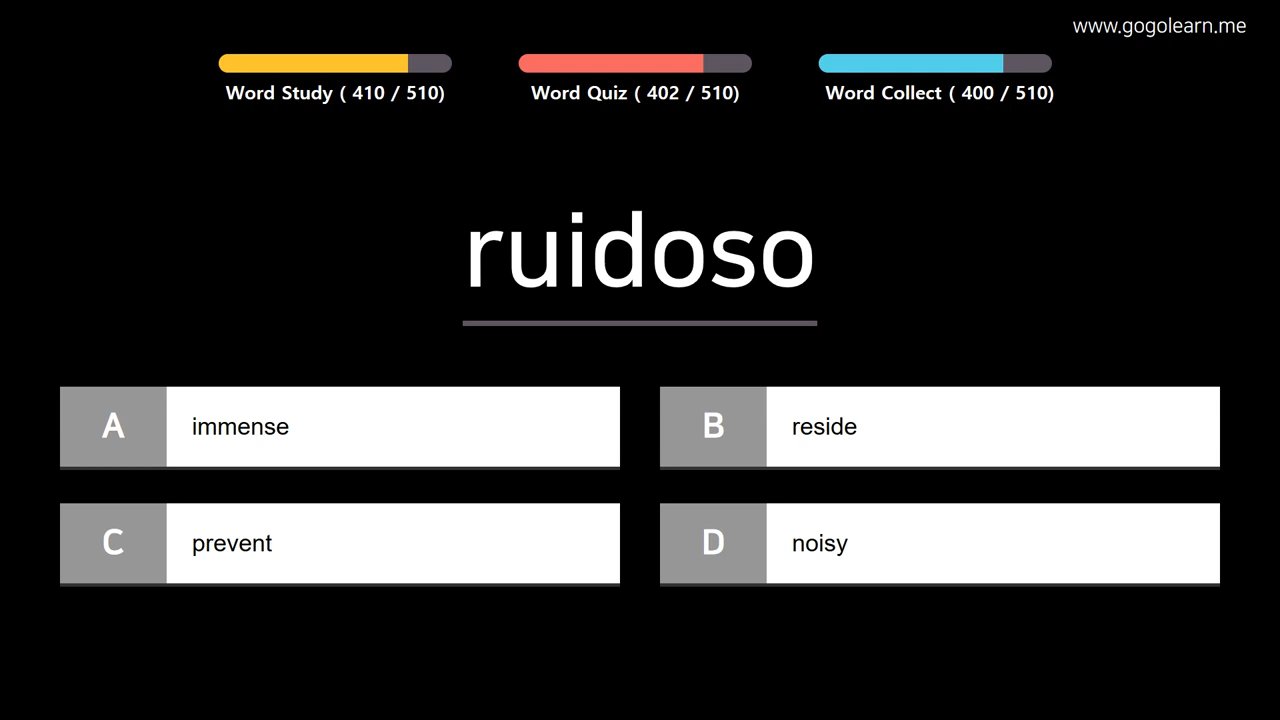 www.gogolearn.me
Word Study ( 410 / 510)
Word Quiz ( 402 / 510)
Word Collect ( 400 / 510)
ruidoso
A immense
B reside
C prevent
D noisy